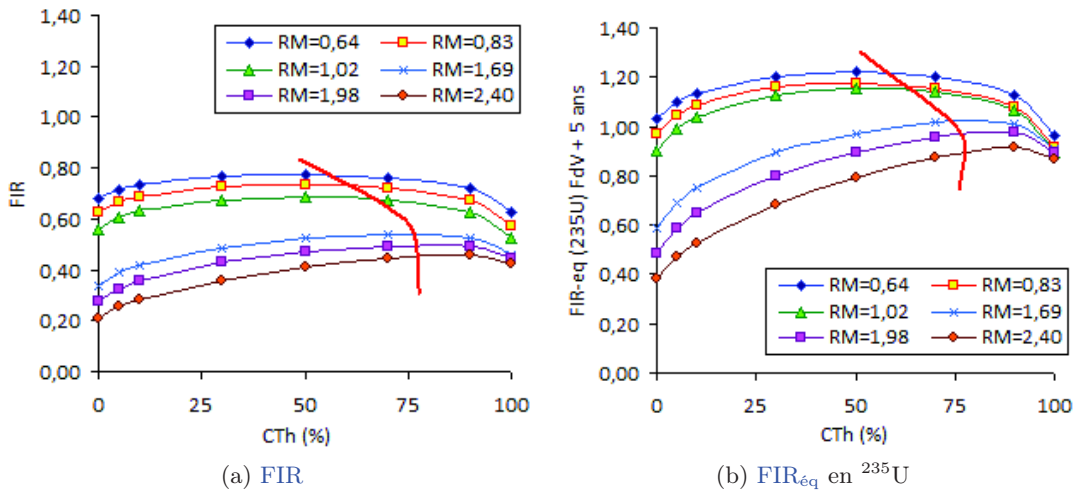 1,40
1,20
1,00
0,80
0,60
0,40
0,20
0,00
FIR
RM=0,64 RM=0,83
RM=1,02 RM=1,69
RM=1,98 RM=2,40
0 25 50 75 100
CTh (%)
(a) FIR
1,40
1,20
1,00
0,80
0,60
0,40
0,20
0,00
FIR-eq (235U) FdV + 5 ans
RM=0,64 RM=0,83
RM=1,02 RM=1,69
RM=1,98 RM=2,40
0 25 50 75 100
CTh (%)
(b) FIRéq en ²³⁵U